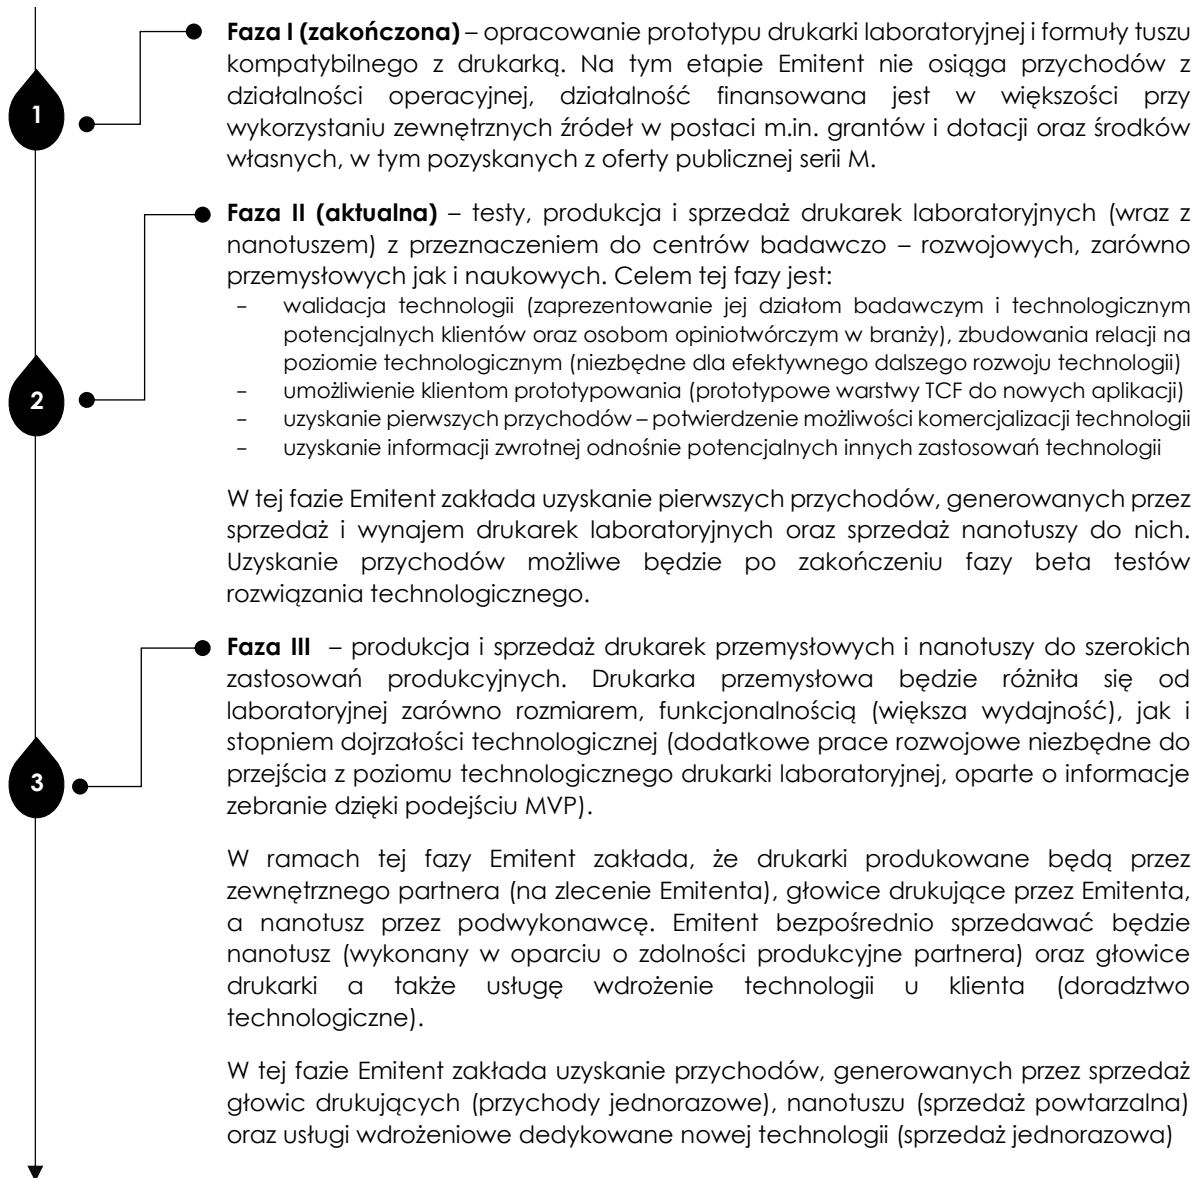 Faza I (zakończona) – opracowanie prototypu drukarki laboratoryjnej i formuły tuszu
kompatybilnego z drukarką. Na tym etapie Emitent nie osiąga przychodów z
działalności operacyjnej, działalność finansowana jest w większości przy
wykorzystaniu zewnętrznych źródeł w postaci m.in. grantów i dotacji oraz środków
własnych, w tym pozyskanych z oferty publicznej serii M.
1
Faza II (aktualna) – testy, produkcja i sprzedaż drukarek laboratoryjnych (wraz z
nanotuszem) z przeznaczeniem do centrów badawczo – rozwojowych, zarówno
przemysłowych jak i naukowych. Celem tej fazy jest:
- walidacja technologii (zaprezentowanie jej działom badawczym i technologicznym
potencjalnych klientów oraz osobom opiniotwórczym w branży), zbudowania relacji na
poziomie technologicznym (niezbędne dla efektywnego dalszego rozwoju technologii)
- umożliwienie klientom prototypowania (prototypowe warstwy TCF do nowych aplikacji)
- uzyskanie pierwszych przychodów – potwierdzenie możliwości komercjalizacji technologii
- uzyskanie informacji zwrotnej odnośnie potencjalnych innych zastosowań technologii
2
W tej fazie Emitent zakłada uzyskanie pierwszych przychodów, generowanych przez
sprzedaż i wynajem drukarek laboratoryjnych oraz sprzedaż nanotuszy do nich.
Uzyskanie przychodów możliwe będzie po zakończeniu fazy beta testów
rozwiązania technologicznego.
Faza III – produkcja i sprzedaż drukarek przemysłowych i nanotuszy do szerokich
zastosowań produkcyjnych. Drukarka przemysłowa będzie różniła się od
laboratoryjnej zarówno rozmiarem, funkcjonalnością (większa wydajność), jak i
stopniem dojrzałości technologicznej (dodatkowe prace rozwojowe niezbędne do
przejścia z poziomu technologicznego drukarki laboratoryjnej, oparte o informacje
zebranie dzięki podejściu MVP).
3
W ramach tej fazy Emitent zakłada, że drukarki produkowane będą przez
zewnętrznego partnera (na zlecenie Emitenta), głowice drukujące przez Emitenta,
a nanotusz przez podwykonawcę. Emitent bezpośrednio sprzedawać będzie
nanotusz (wykonany w oparciu o zdolności produkcyjne partnera) oraz głowice
drukarki a także usługę wdrożenie technologii u klienta (doradztwo
technologiczne).
W tej fazie Emitent zakłada uzyskanie przychodów, generowanych przez sprzedaż
głowic drukujących (przychody jednorazowe), nanotuszu (sprzedaż powtarzalna)
oraz usługi wdrożeniowe dedykowane nowej technologii (sprzedaż jednorazowa)